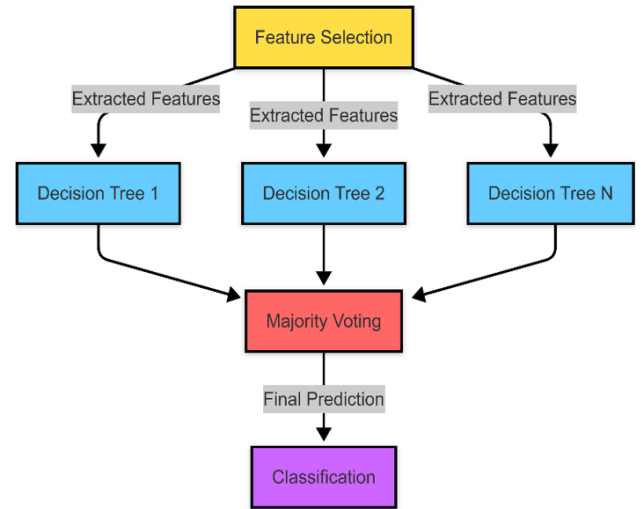 Feature Selection
Extracted Features
Extracted Features
Extracted Features
Decision Tree 1
Decision Tree 2
Decision Tree N
Majority Voting
Final Prediction
Classification